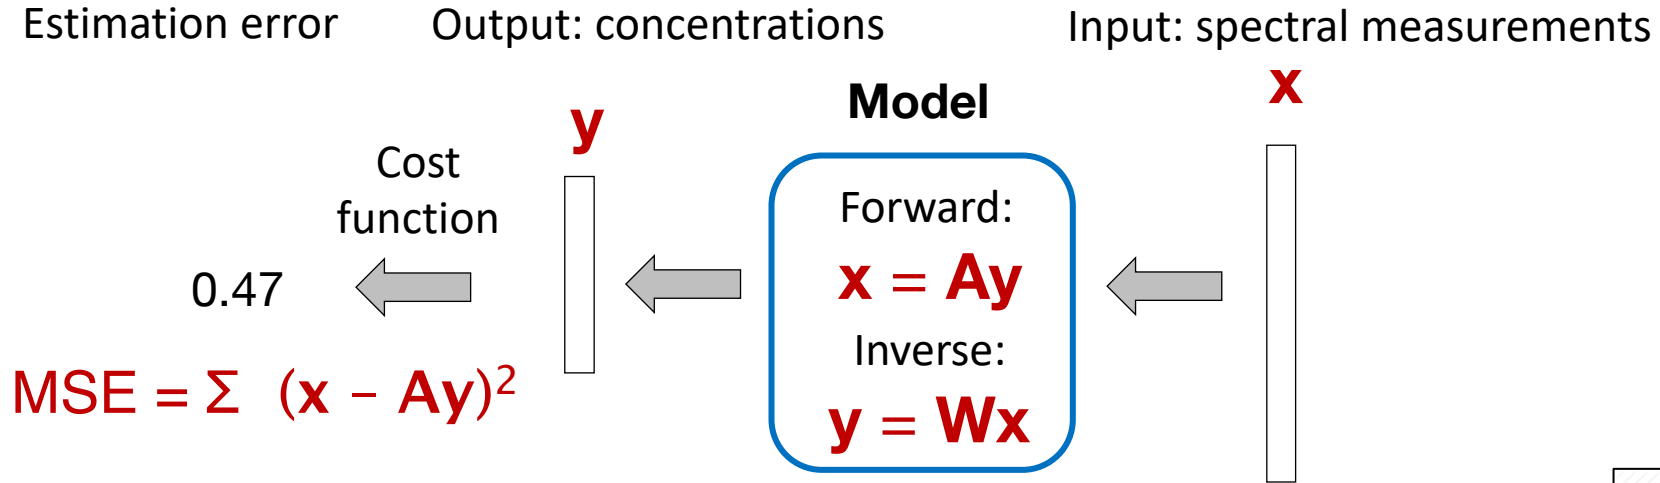 Estimation error
Output: concentrations
Input: spectral measurements
x
Model
y
Cost
function
Forward:
x = Ay
0.47
Inverse:
MSE = Σ (x – Ay)²
y = Wx